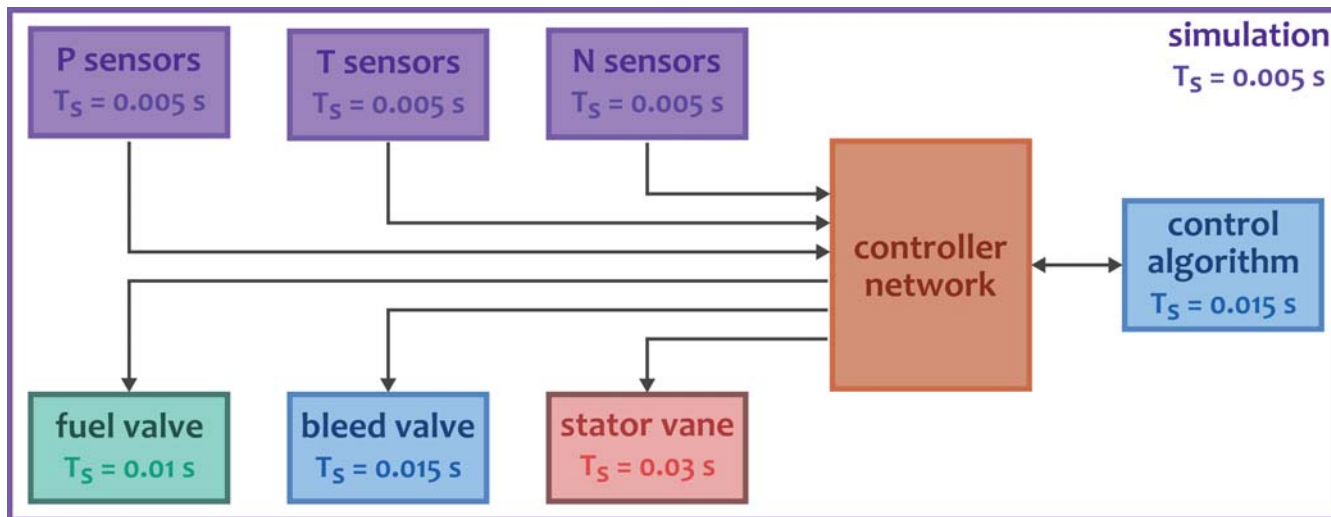 P sensors
Tₛ = 0.005 s
T sensors
Tₛ = 0.005 s
N sensors
Tₛ = 0.005 s
simulation
Tₛ = 0.005 s
controller
network
control
algorithm
Tₛ = 0.015 s
fuel valve
Tₛ = 0.01 s
bleed valve
Tₛ = 0.015 s
stator vane
Tₛ = 0.03 s